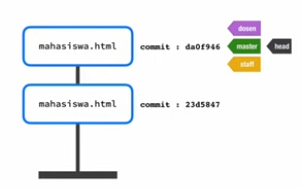 dosen
mahasiswa.html commit : da0f946 master head
staff
mahasiswa.html commit : 23d5847